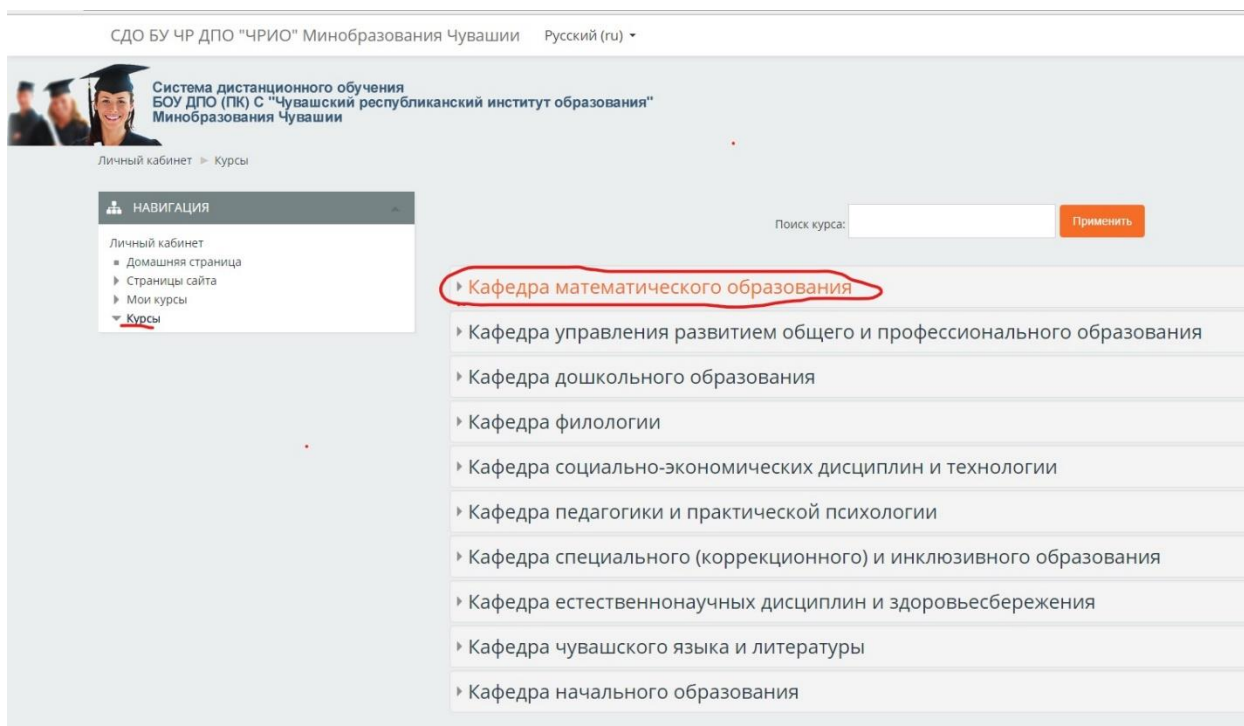 СДО БУ ЧР ДПО "ЧРИО" Минобразования Чувашии Русский (ru)
Система дистанционного обучения
БОУ ДПО (ПК) С "Чувашский республиканский институт образования"
Минобразования Чувашии
Личный кабинет ► Курсы
НАВИГАЦИЯ
Личный кабинет
Домашняя страница
Страницы сайта
Мои курсы
Курсы
Поиск курса: Применить
Кафедра математического образования
Кафедра управления развитием общего и профессионального образования
Кафедра дошкольного образования
Кафедра филологии
Кафедра социально-экономических дисциплин и технологии
Кафедра педагогики и практической психологии
Кафедра специального (коррекционного) и инклюзивного образования
Кафедра естественнонаучных дисциплин и здоровьесбережения
Кафедра чувашского языка и литературы
Кафедра начального образования